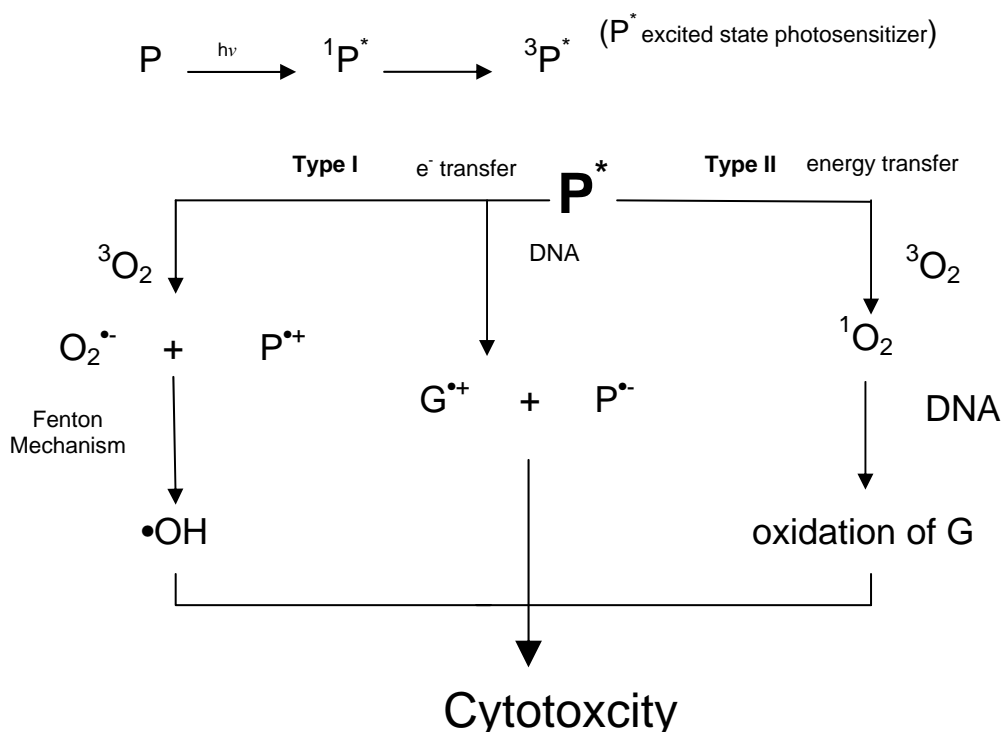 P hν ¹P* ³P* (P* excited state photosensitizer)
Type I e⁻ transfer P* Type II energy transfer
³O₂ DNA ³O₂
O₂•⁻ + P•⁺ ¹O₂
G•⁺ + P•⁻ DNA
Fenton
Mechanism
•OH oxidation of G
Cytotoxcity